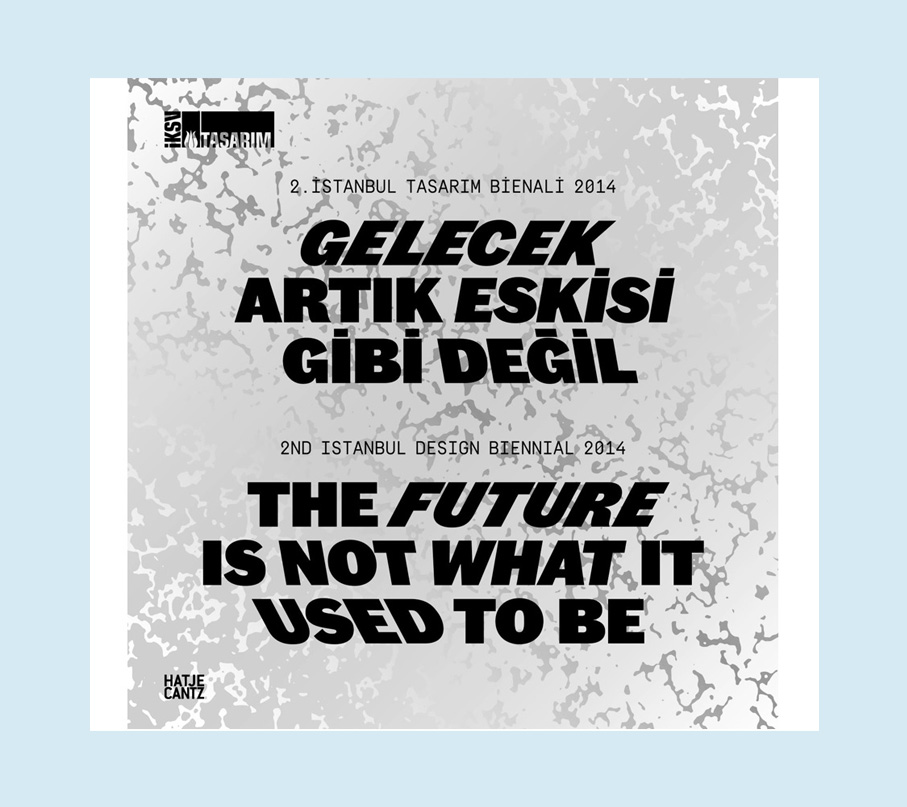 İKSV TASARIM
2.İSTANBUL TASARIM BİENALİ 2014
GELECEK
ARTIK ESKİSİ
GİBİ DEĞİL
2ND ISTANBUL DESIGN BIENNIAL 2014
THE FUTURE
IS NOT WHAT IT
USED TO BE
HATJE
CANTZ